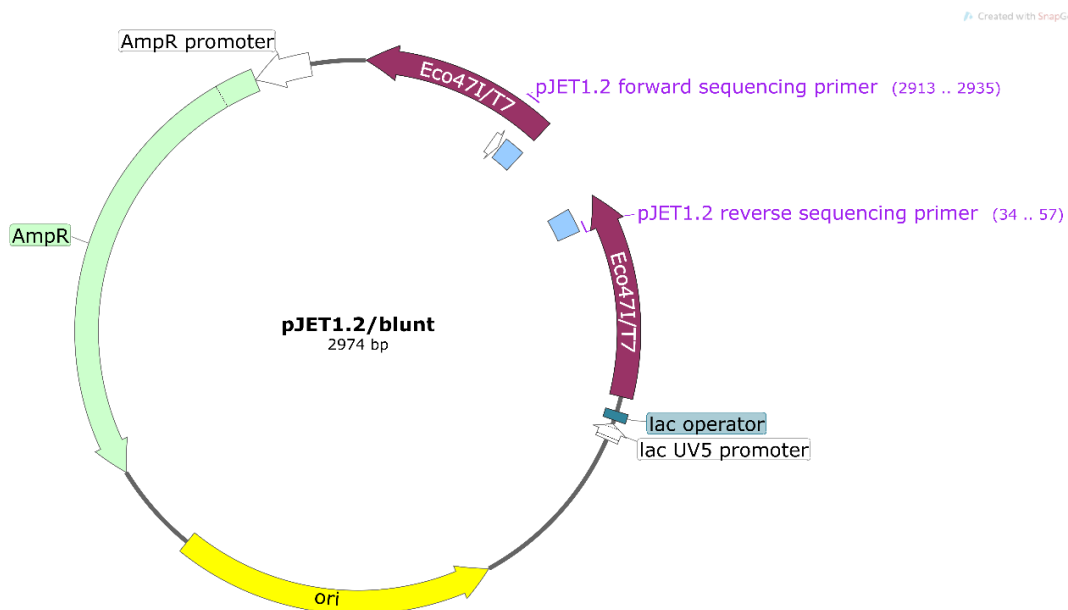 Created with SnapG
AmpR promoter
Eco47I/T7
pJET1.2 forward sequencing primer (2913 .. 2935)
pJET1.2 reverse sequencing primer (34 .. 57)
AmpR
Eco47I/T7
pJET1.2/blunt
2974 bp
lac operator
lac UV5 promoter
ori